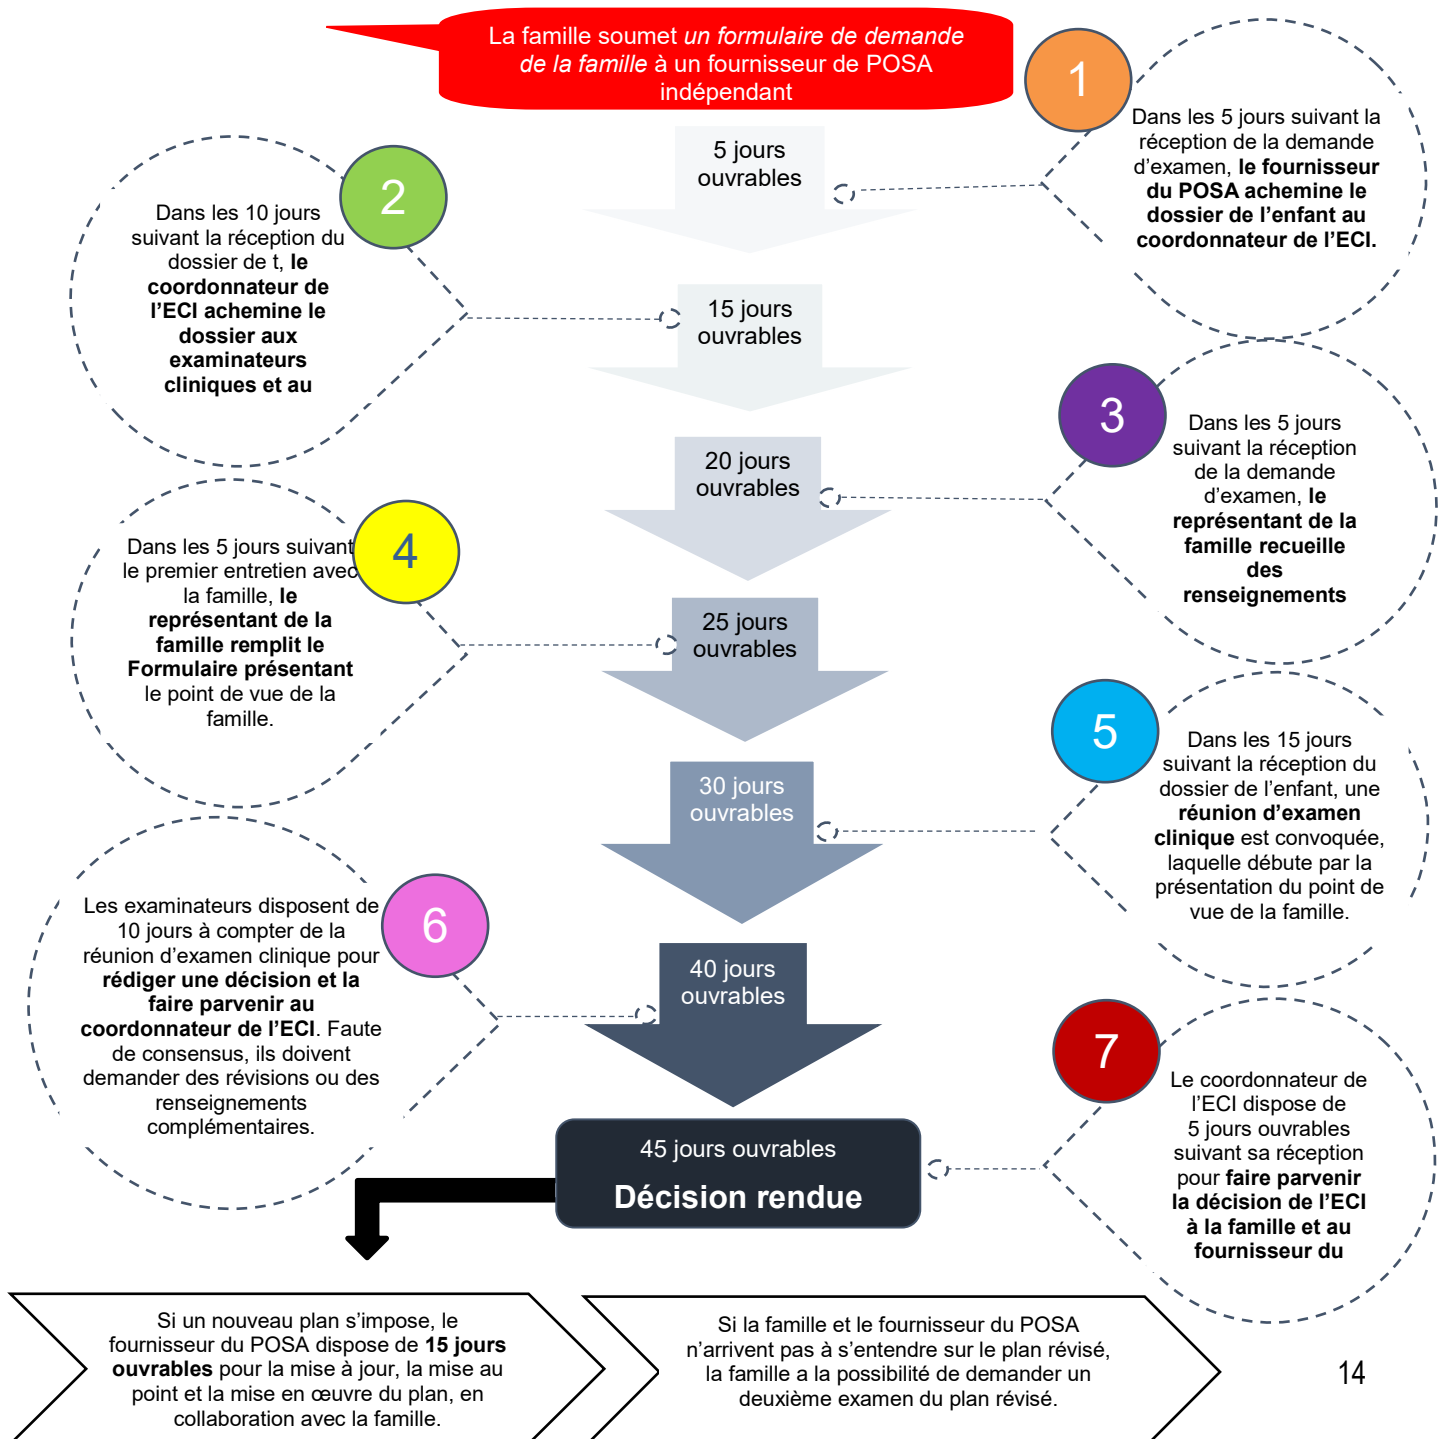 La famille soumet un formulaire de demande
de la famille à un fournisseur de POSA
indépendant
1
Dans les 5 jours suivant la
réception de la demande
d'examen, le fournisseur
du POSA achemine le
dossier de l'enfant au
coordonnateur de l'ECI.
5 jours
ouvrables
2
Dans les 10 jours
suivant la réception du
dossier de t, le
coordonnateur de
l'ECI achemine le
dossier aux
examinateurs
cliniques et au
15 jours
ouvrables
3
Dans les 5 jours
suivant la réception
de la demande
d'examen, le
représentant de la
famille recueille
des
renseignements
20 jours
ouvrables
4
Dans les 5 jours suivant
le premier entretien avec
la famille, le
représentant de la
famille remplit le
Formulaire présentant
le point de vue de la
famille.
25 jours
ouvrables
5
Dans les 15 jours
suivant la réception du
dossier de l'enfant, une
réunion d'examen
clinique est convoquée,
laquelle débute par la
présentation du point de
vue de la famille.
30 jours
ouvrables
6
Les examinateurs disposent de
10 jours à compter de la
réunion d'examen clinique pour
rédiger une décision et la
faire parvenir au
coordonnateur de l'ECI. Faute
de consensus, ils doivent
demander des révisions ou des
renseignements
complémentaires.
40 jours
ouvrables
7
Le coordonnateur de
l'ECI dispose de
5 jours ouvrables
suivant sa réception
pour faire parvenir
la décision de l'ECI
à la famille et au
fournisseur du
45 jours ouvrables
Décision rendue
Si un nouveau plan s'impose, le
fournisseur du POSA dispose de 15 jours
ouvrables pour la mise à jour, la mise au
point et la mise en œuvre du plan, en
collaboration avec la famille.
Si la famille et le fournisseur du POSA
n'arrivent pas à s'entendre sur le plan révisé,
la famille a la possibilité de demander un
deuxième examen du plan révisé.
14